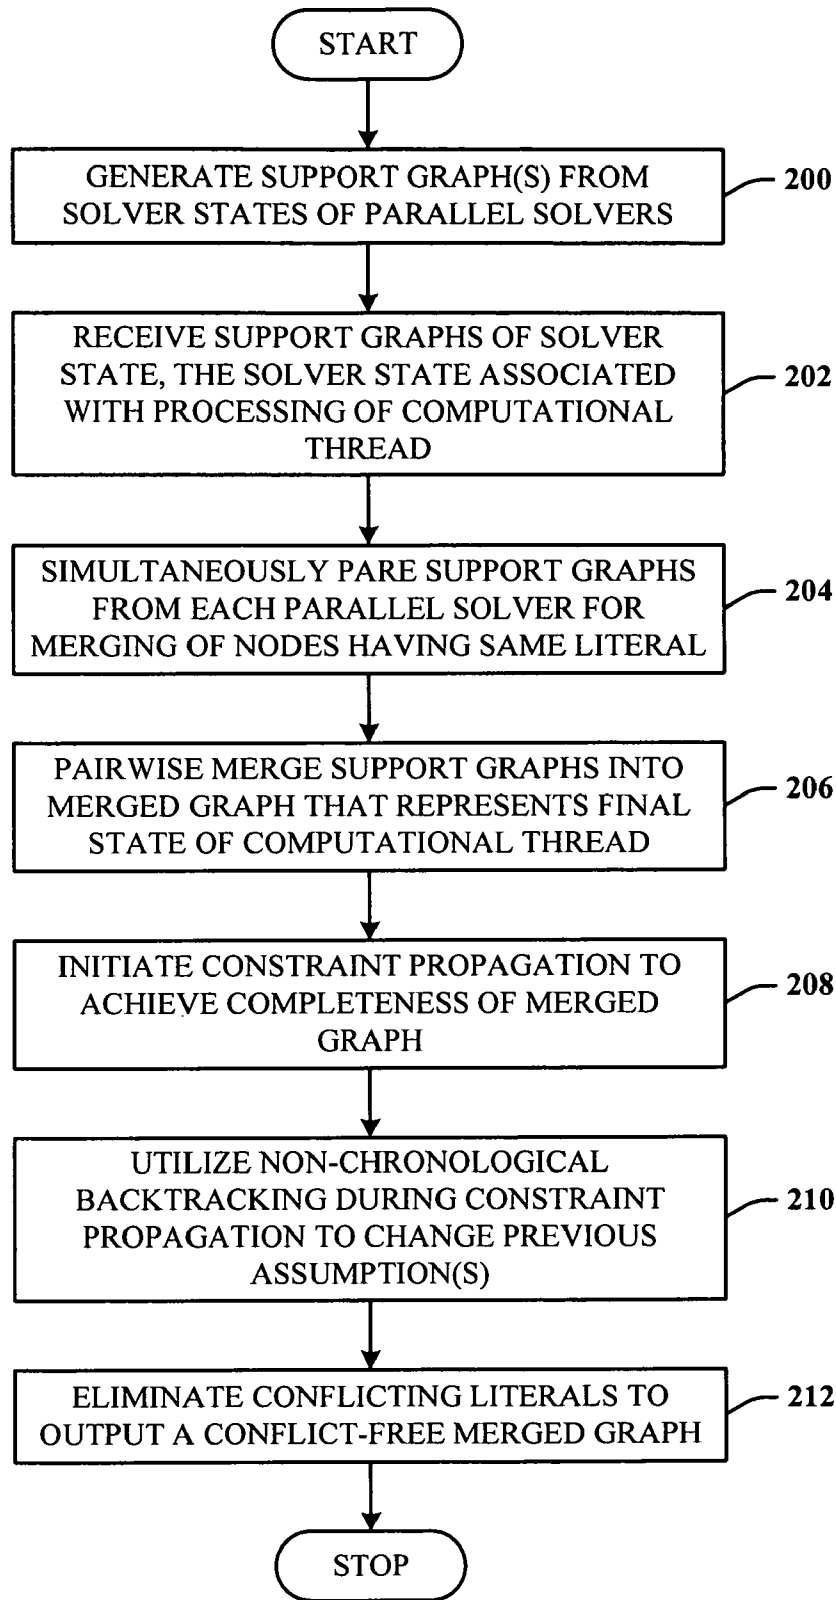 START
GENERATE SUPPORT GRAPH(S) FROM
SOLVER STATES OF PARALLEL SOLVERS
200
RECEIVE SUPPORT GRAPHS OF SOLVER
STATE, THE SOLVER STATE ASSOCIATED
WITH PROCESSING OF COMPUTATIONAL
THREAD
202
SIMULTANEOUSLY PARE SUPPORT GRAPHS
FROM EACH PARALLEL SOLVER FOR
MERGING OF NODES HAVING SAME LITERAL
204
PAIRWISE MERGE SUPPORT GRAPHS INTO
MERGED GRAPH THAT REPRESENTS FINAL
STATE OF COMPUTATIONAL THREAD
206
INITIATE CONSTRAINT PROPAGATION TO
ACHIEVE COMPLETENESS OF MERGED
GRAPH
208
UTILIZE NON-CHRONOLOGICAL
BACKTRACKING DURING CONSTRAINT
PROPAGATION TO CHANGE PREVIOUS
ASSUMPTION(S)
210
ELIMINATE CONFLICTING LITERALS TO
OUTPUT A CONFLICT-FREE MERGED GRAPH
212
STOP